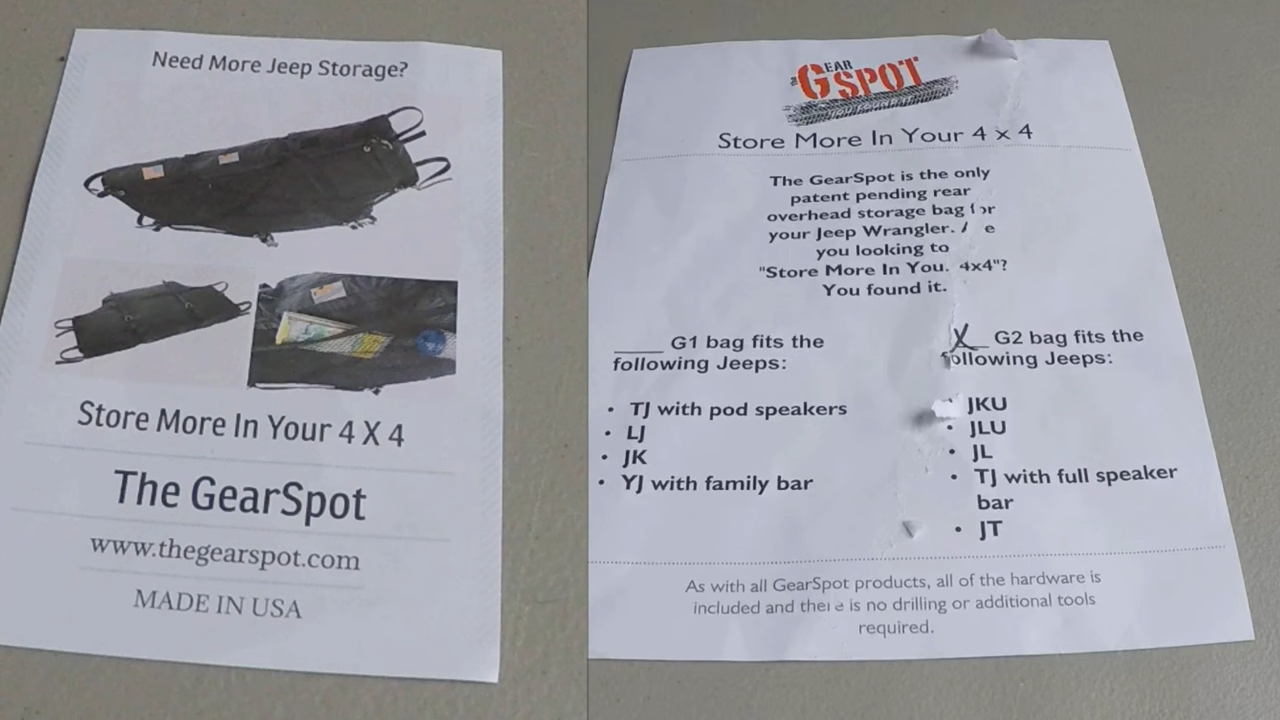 Need More Jeep Storage?
Store More In Your 4 X 4
The GearSpot
www.thegearspot.com
MADE IN USA
GEAR
SPOT
Store More In Your 4 x 4
The GearSpot is the only
patent pending rear
overhead storage bag for
your Jeep Wrangler. / e
you looking to
"Store More In You. 4x4"?
You found it.
____ G1 bag fits the
following Jeeps:
• TJ with pod speakers
• LJ
• JK
• YJ with family bar
X G2 bag fits the
following Jeeps:
• JKU
• JLU
• JL
• TJ with full speaker
bar
• JT
As with all GearSpot products, all of the hardware is
included and there is no drilling or additional tools
required.